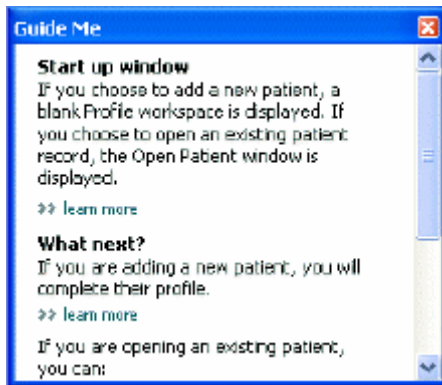 Guide Me
Start up window
If you choose to add a new patient, a
blank Profile workspace is displayed. If
you choose to open an existing patient
record, the Open Patient window is
displayed.
>> learn more
What next?
If you are adding a new patient, you will
complete their profile.
>> learn more
If you are opening an existing patient,
you can: